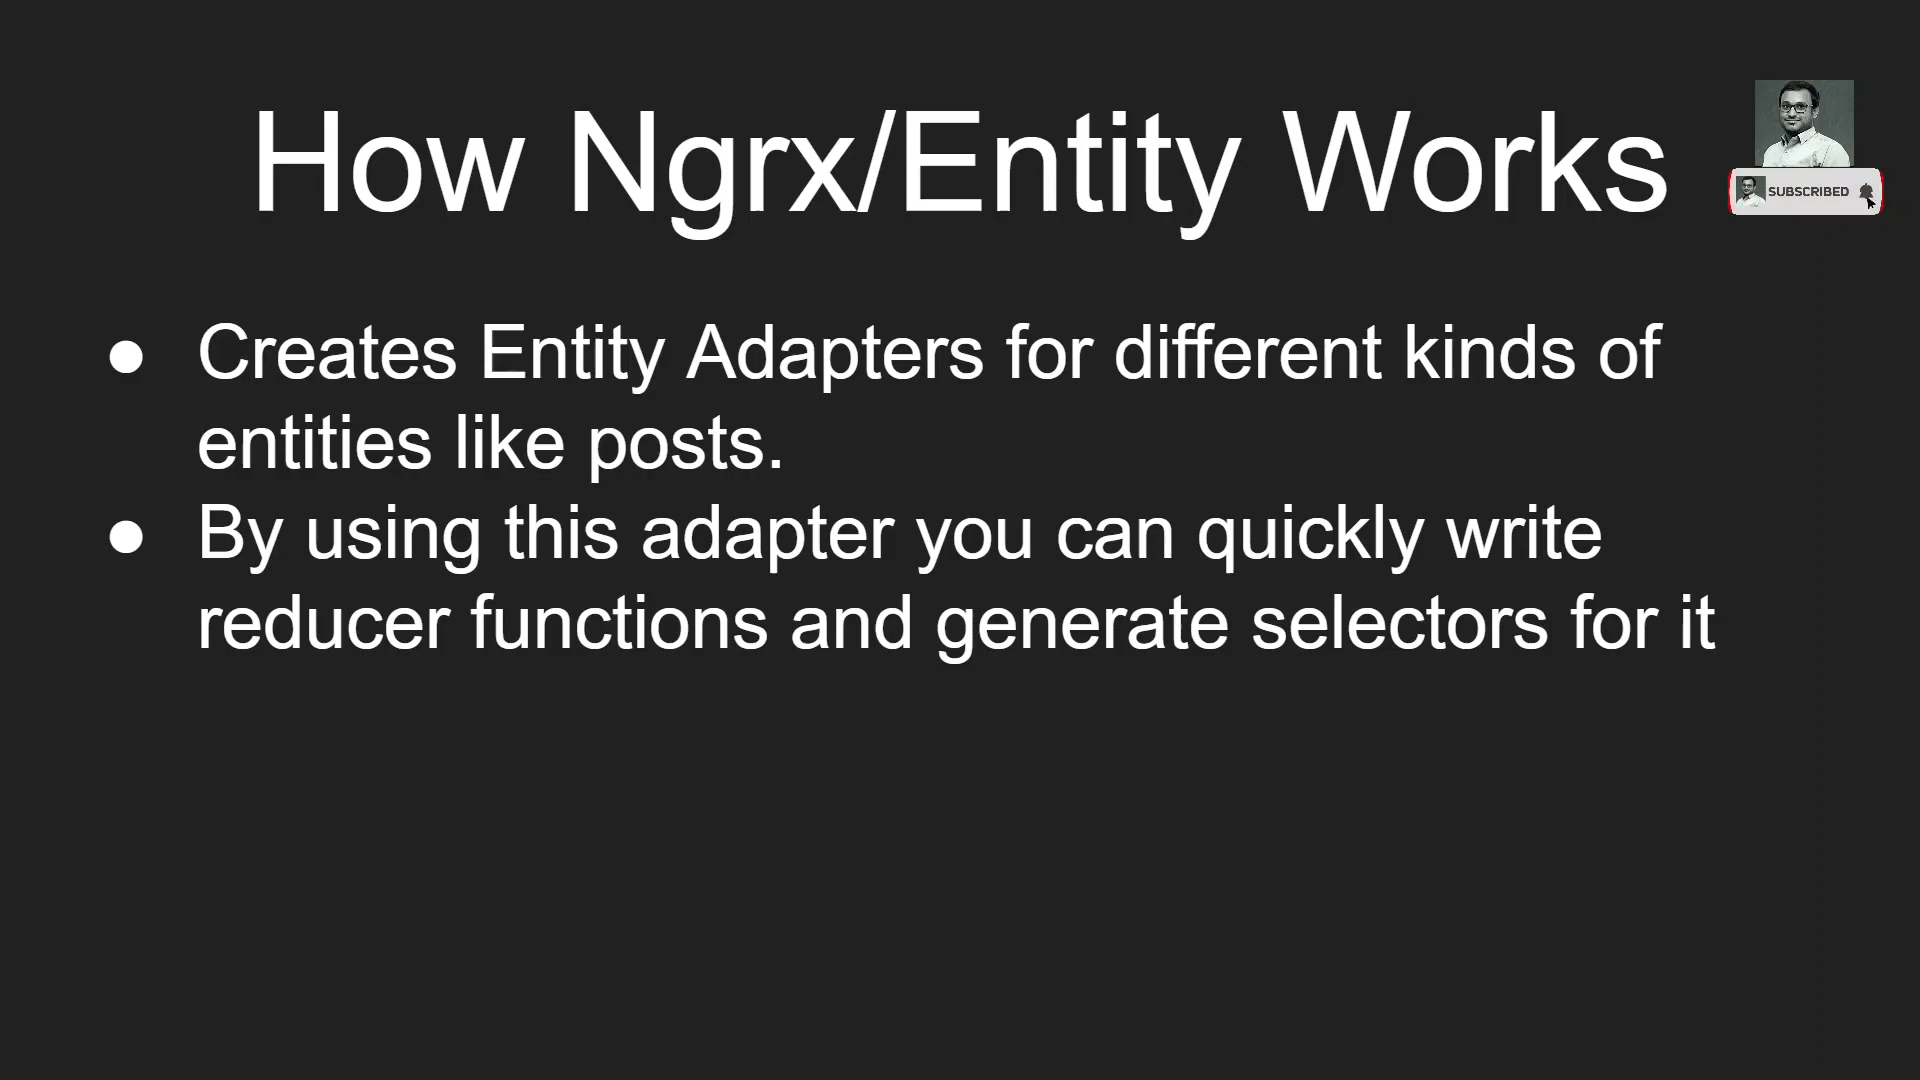 How Ngrx/Entity Works
SUBSCRIBED
● Creates Entity Adapters for different kinds of
entities like posts.
● By using this adapter you can quickly write
reducer functions and generate selectors for it